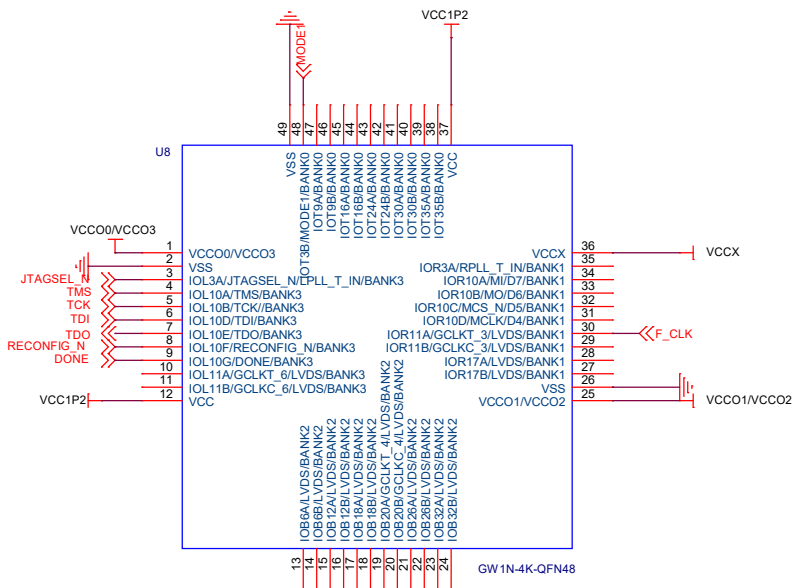 VCC1P2
MODE1
49
48
47
46
45
44
43
42
41
40
39
38
37
U8
VSS
IOT3B/MODE1/BANK0
IOT9A/BANK0
IOT9B/BANK0
IOT16A/BANK0
IOT16B/BANK0
IOT24A/BANK0
IOT24B/BANK0
IOT30A/BANK0
IOT30B/BANK0
IOT35A/BANK0
IOT35B/BANK0
VCC
VCCO0/VCCO3
1 VCCO0/VCCO3
2 VSS
JTAGSEL_N 3 IOL3A/JTAGSEL_N/LPLL_T_IN/BANK3
TMS 4 IOL10A/TMS/BANK3
TCK 5 IOL10B/TCK//BANK3
TDI 6 IOL10D/TDI/BANK3
TDO 7 IOL10E/TDO/BANK3
RECONFIG_N 8 IOL10F/RECONFIG_N/BANK3
DONE 9 IOL10G/DONE/BANK3
10 IOL11A/GCLKT_6/LVDS/BANK3
11 IOL11B/GCLKC_6/LVDS/BANK3
VCC1P2 12 VCC
VCCX 36 VCCX
IOR3A/RPLL_T_IN/BANK1 35
IOR10A/MI/D7/BANK1 34
IOR10B/MO/D6/BANK1 33
IOR10C/MCS_N/D5/BANK1 32
IOR10D/MCLK/D4/BANK1 31
IOR11A/GCLKT_3/LVDS/BANK1 30 F_CLK
IOR11B/GCLKC_3/LVDS/BANK1 29
IOR17A/LVDS/BANK1 28
IOR17B/LVDS/BANK1 27
VSS 26
VCCO1/VCCO2 25 VCCO1/VCCO2
IOB6A/LVDS/BANK2
IOB6B/LVDS/BANK2
IOB12A/LVDS/BANK2
IOB12B/LVDS/BANK2
IOB18A/LVDS/BANK2
IOB18B/LVDS/BANK2
IOB20A/GCLKT_4/LVDS/BANK2
IOB20B/GCLKC_4/LVDS/BANK2
IOB26A/LVDS/BANK2
IOB26B/LVDS/BANK2
IOB32A/LVDS/BANK2
IOB32B/LVDS/BANK2
13
14
15
16
17
18
19
20
21
22
23
24
GW1N-4K-QFN48